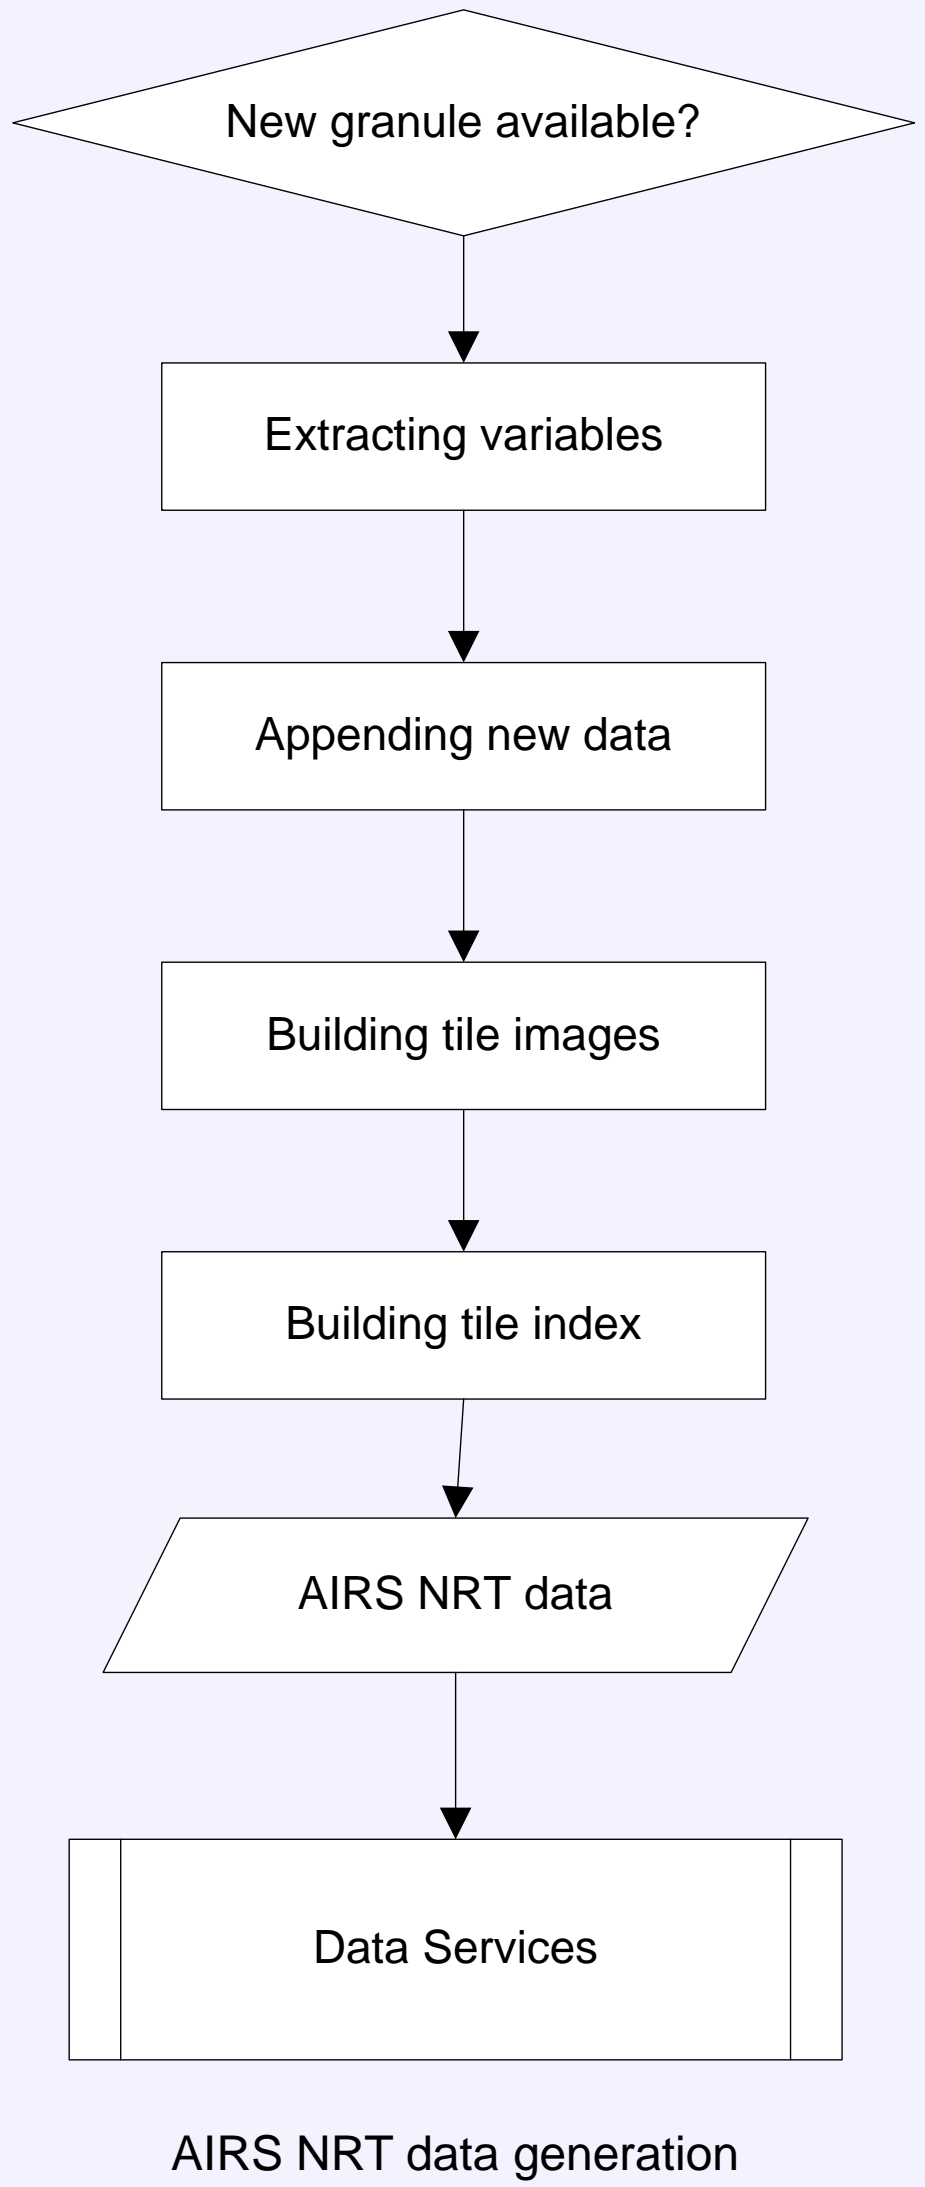 New granule available?
Extracting variables
Appending new data
Building tile images
Building tile index
AIRS NRT data
Data Services
AIRS NRT data generation